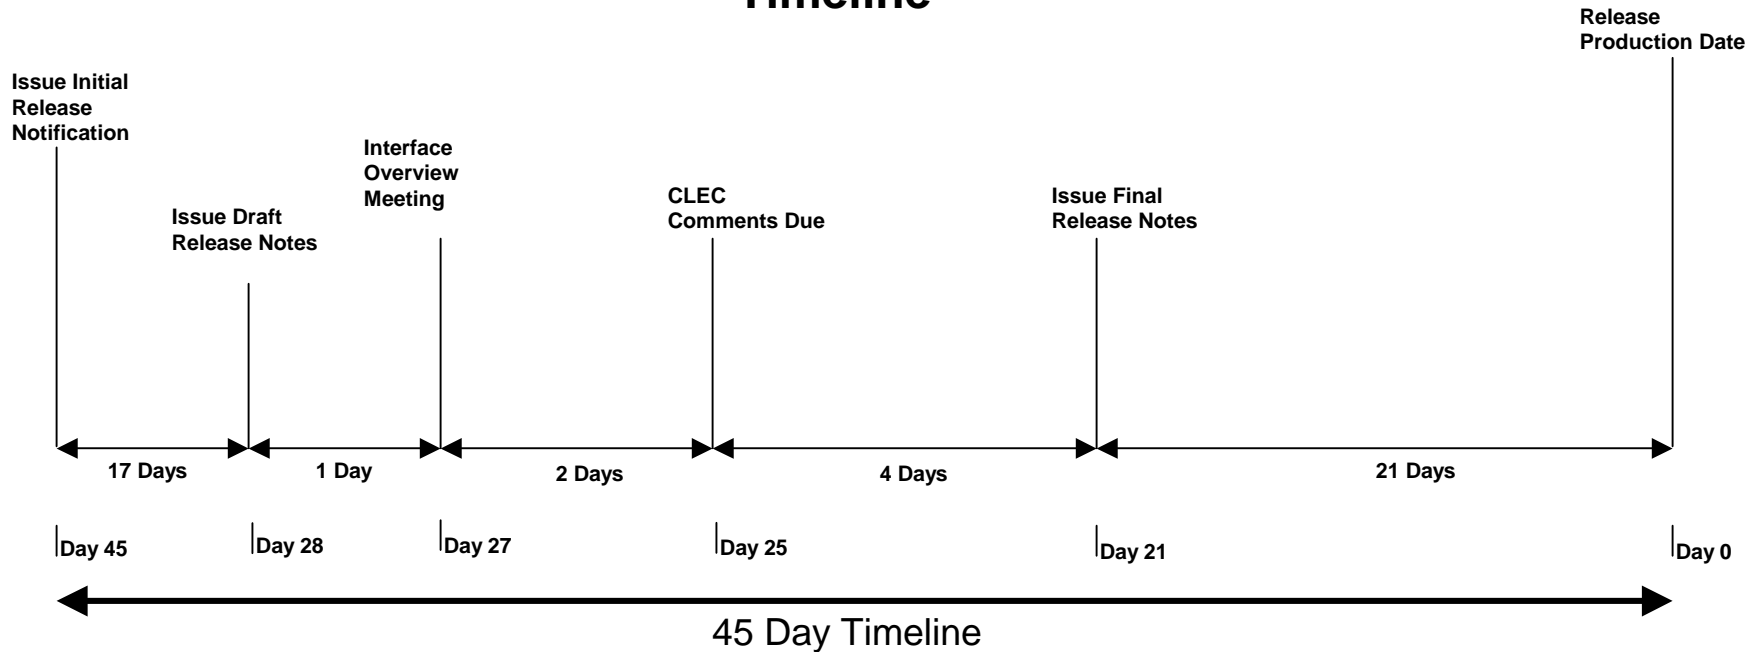 Timeline
Release
Production Date
Issue Initial
Release
Notification
Interface
Overview
Meeting
CLEC
Comments Due
Issue Final
Release Notes
Issue Draft
Release Notes
17 Days
1 Day
2 Days
4 Days
21 Days
Day 45
Day 28
Day 27
Day 25
Day 21
Day 0
45 Day Timeline